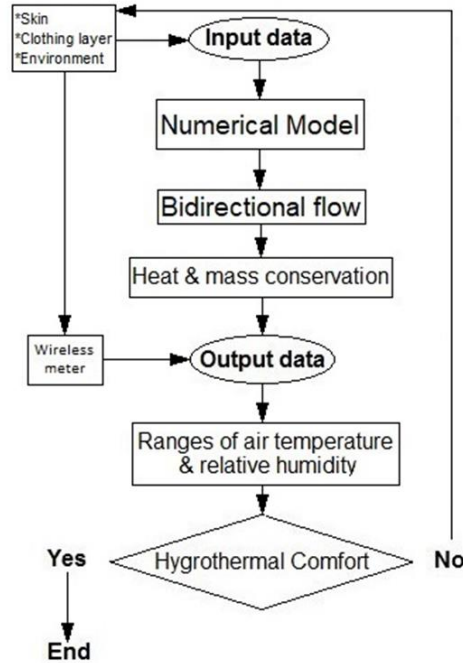 *Skin
*Clothing layer
*Environment
Input data
Numerical Model
Bidirectional flow
Heat & mass conservation
Wireless
meter
Output data
Ranges of air temperature
& relative humidity
Yes
Hygrothermal Comfort
No
End